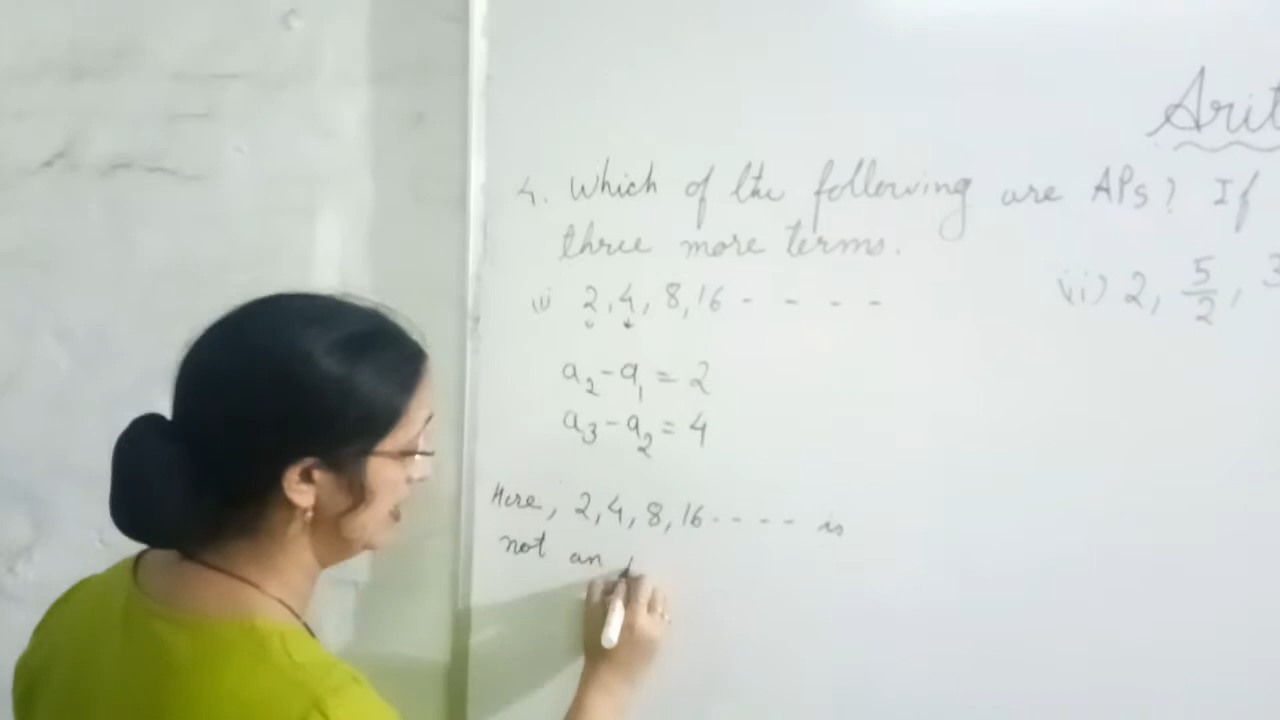 Arit
4. Which of the following are APs? If
three more terms.
(i) 2, 4, 8, 16 - - - -
(ii) 2, 5/2, 3
a₂ - a₁ = 2
a₃ - a₂ = 4
Here, 2, 4, 8, 16 - - - - is
not an